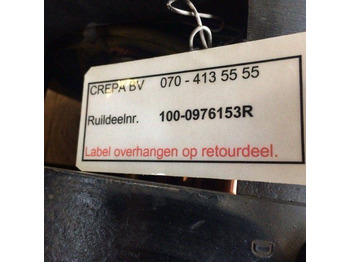 CREPA BV 070 - 413 55 55
Ruildeelnr. 100-0976153R
Label overhangen op retourdeel.